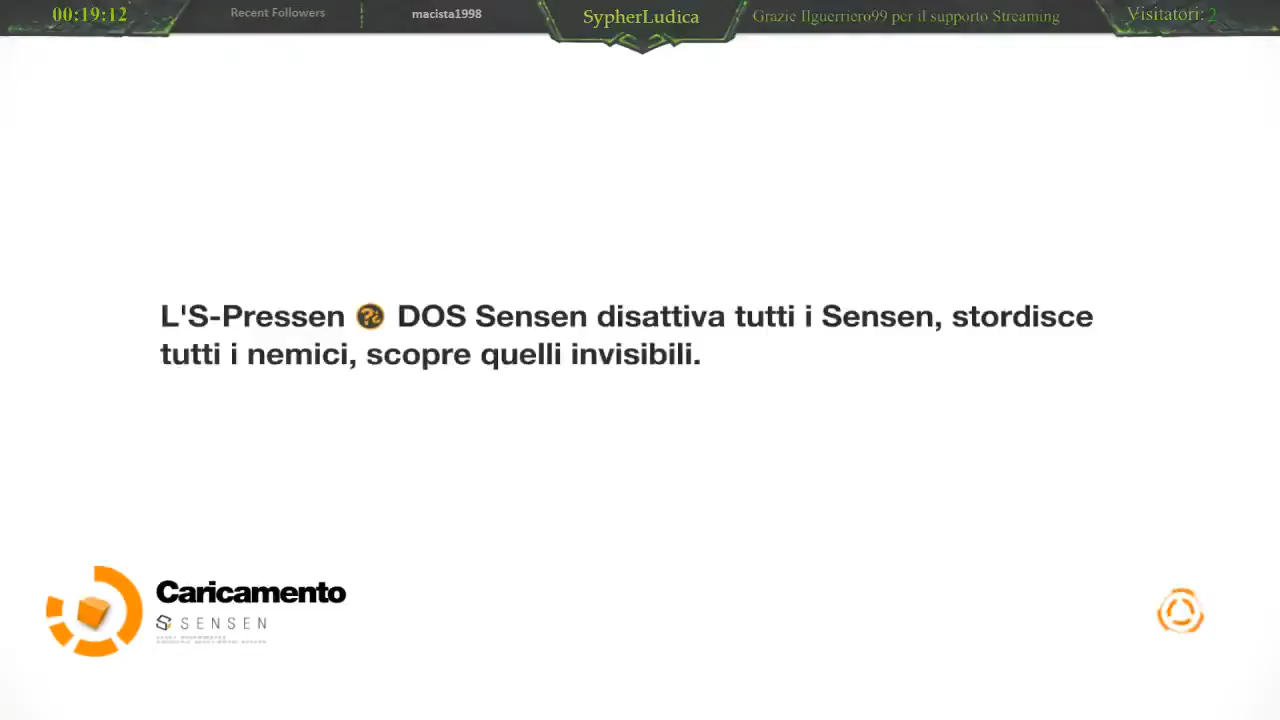 00:19:12
Recent Followers
macista1998
SypherLudica
Grazie Ilguerriero99 per il supporto Streaming
Visitatori: 2
L'S-Pressen DOS Sensen disattiva tutti i Sensen, stordisce
tutti i nemici, scopre quelli invisibili.
Caricamento
SENSEN